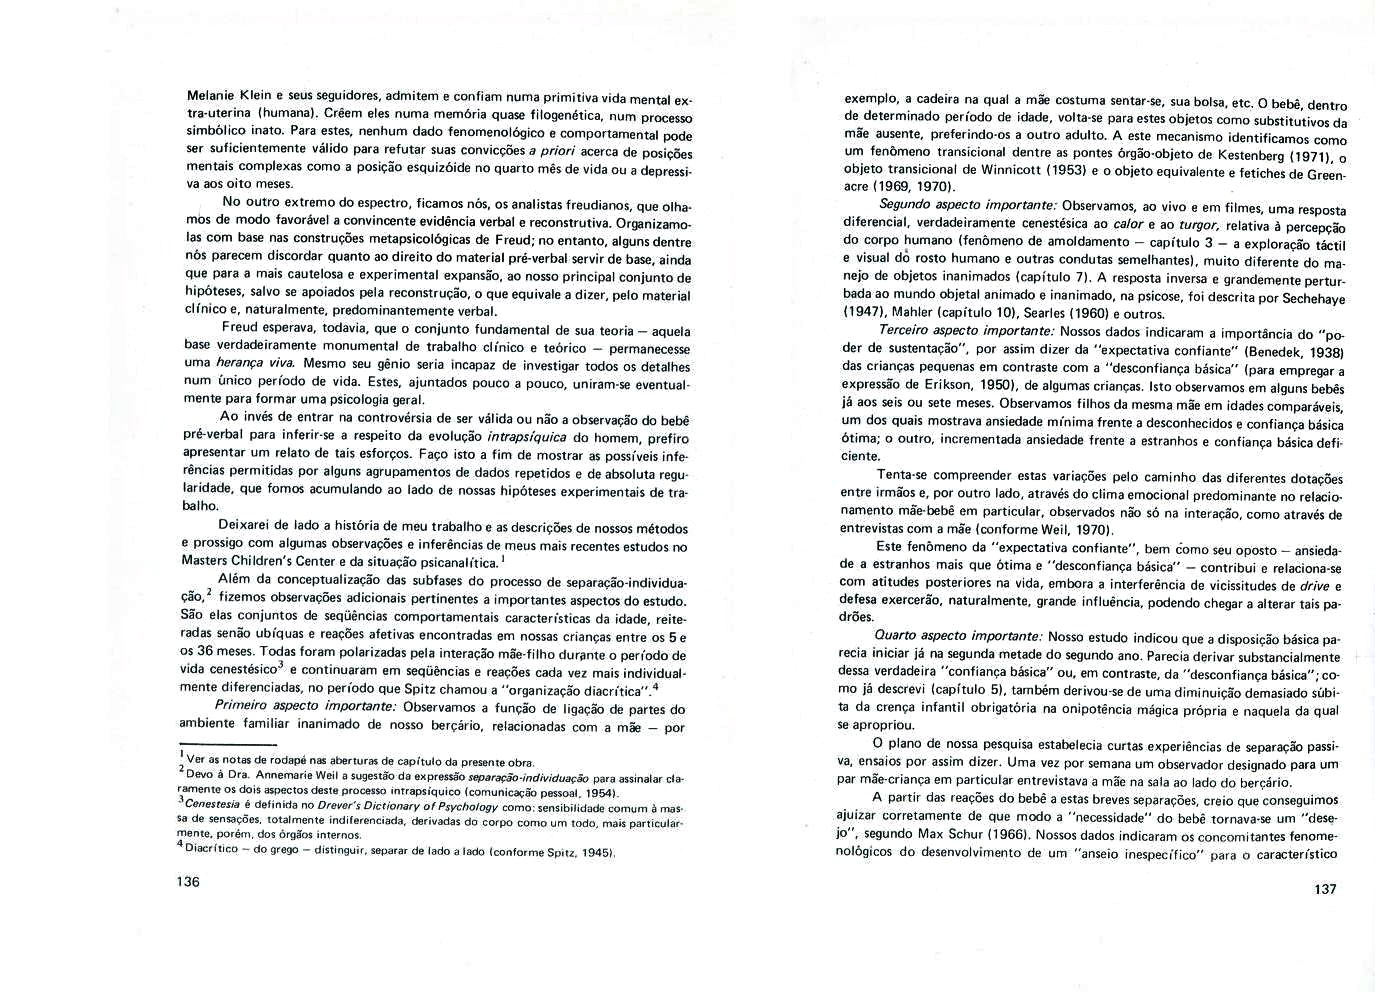 Melanie Klein e seus seguidores, admitem e confiam numa primitiva vida mental ex-
tra-uterina (humana). Crêem eles numa memória quase filogenética, num processo
simbólico inato. Para estes, nenhum dado fenomenológico e comportamental pode
ser suficientemente válido para refutar suas convicções a priori acerca de posições
mentais complexas como a posição esquizóide no quarto mês de vida ou a depressi-
va aos oito meses.
No outro extremo do espectro, ficamos nós, os analistas freudianos, que olha-
mos de modo favorável a convincente evidência verbal e reconstrutiva. Organizamo-
las com base nas construções metapsicológicas de Freud; no entanto, alguns dentre
nós parecem discordar quanto ao direito do material pré-verbal servir de base, ainda
que para a mais cautelosa e experimental expansão, ao nosso principal conjunto de
hipóteses, salvo se apoiados pela reconstrução, o que equivale a dizer, pelo material
clínico e, naturalmente, predominantemente verbal.
Freud esperava, todavia, que o conjunto fundamental de sua teoria — aquela
base verdadeiramente monumental de trabalho clínico e teórico — permanecesse
uma herança viva. Mesmo seu gênio seria incapaz de investigar todos os detalhes
num único período de vida. Estes, ajuntados pouco a pouco, uniram-se eventual-
mente para formar uma psicologia geral.
Ao invés de entrar na controvérsia de ser válida ou não a observação do bebê
pré-verbal para inferir-se a respeito da evolução intrapsíquica do homem, prefiro
apresentar um relato de tais esforços. Faço isto a fim de mostrar as possíveis infe-
rências permitidas por alguns agrupamentos de dados repetidos e de absoluta regu-
laridade, que fomos acumulando ao lado de nossas hipóteses experimentais de tra-
balho.
Deixarei de lado a história de meu trabalho e as descrições de nossos métodos
e prossigo com algumas observações e inferências de meus mais recentes estudos no
Masters Children's Center e da situação psicanalítica.¹
Além da conceptualização das subfases do processo de separação-individua-
ção,² fizemos observações adicionais pertinentes a importantes aspectos do estudo.
São elas conjuntos de seqüências comportamentais características da idade, reite-
radas senão ubíquas e reações afetivas encontradas em nossas crianças entre os 5 e
os 36 meses. Todas foram polarizadas pela interação mãe-filho durante o período de
vida cenestésico³ e continuaram em seqüências e reações cada vez mais individual-
mente diferenciadas, no período que Spitz chamou a "organização diacrítica".⁴
Primeiro aspecto importante: Observamos a função de ligação de partes do
ambiente familiar inanimado de nosso berçário, relacionadas com a mãe — por
¹ Ver as notas de rodapé nas aberturas de capítulo da presente obra.
² Devo à Dra. Annemarie Weil a sugestão da expressão separação-individuação para assinalar cla-
ramente os dois aspectos deste processo intrapsíquico (comunicação pessoal, 1954).
³ Cenestesia é definida no Drever's Dictionary of Psychology como: sensibilidade comum à mas-
sa de sensações, totalmente indiferenciada, derivadas do corpo como um todo, mais particular-
mente, porém, dos órgãos internos.
⁴ Diacrítico — do grego — distinguir, separar de lado a lado (conforme Spitz, 1945).
136
exemplo, a cadeira na qual a mãe costuma sentar-se, sua bolsa, etc. O bebê, dentro
de determinado período de idade, volta-se para estes objetos como substitutivos da
mãe ausente, preferindo-os a outro adulto. A este mecanismo identificamos como
um fenômeno transicional dentre as pontes órgão-objeto de Kestenberg (1971), o
objeto transicional de Winnicott (1953) e o objeto equivalente e fetiches de Green-
acre (1969, 1970).
Segundo aspecto importante: Observamos, ao vivo e em filmes, uma resposta
diferencial, verdadeiramente cenestésica ao calor e ao turgor, relativa à percepção
do corpo humano (fenômeno de amoldamento — capítulo 3 — a exploração táctil
e visual do rosto humano e outras condutas semelhantes), muito diferente do ma-
nejo de objetos inanimados (capítulo 7). A resposta inversa e grandemente pertur-
bada ao mundo objetal animado e inanimado, na psicose, foi descrita por Sechehaye
(1947), Mahler (capítulo 10), Searles (1960) e outros.
Terceiro aspecto importante: Nossos dados indicaram a importância do "po-
der de sustentação", por assim dizer da "expectativa confiante" (Benedek, 1938)
das crianças pequenas em contraste com a "desconfiança básica" (para empregar a
expressão de Erikson, 1950), de algumas crianças. Isto observamos em alguns bebês
já aos seis ou sete meses. Observamos filhos da mesma mãe em idades comparáveis,
um dos quais mostrava ansiedade mínima frente a desconhecidos e confiança básica
ótima; o outro, incrementada ansiedade frente a estranhos e confiança básica defi-
ciente.
Tenta-se compreender estas variações pelo caminho das diferentes dotações
entre irmãos e, por outro lado, através do clima emocional predominante no relacio-
namento mãe-bebê em particular, observados não só na interação, como através de
entrevistas com a mãe (conforme Weil, 1970).
Este fenômeno da "expectativa confiante", bem como seu oposto — ansieda-
de a estranhos mais que ótima e "desconfiança básica" — contribui e relaciona-se
com atitudes posteriores na vida, embora a interferência de vicissitudes de drive e
defesa exercerão, naturalmente, grande influência, podendo chegar a alterar tais pa-
drões.
Quarto aspecto importante: Nosso estudo indicou que a disposição básica pa-
recia iniciar já na segunda metade do segundo ano. Parecia derivar substancialmente
dessa verdadeira "confiança básica" ou, em contraste, da "desconfiança básica"; co-
mo já descrevi (capítulo 5), também derivou-se de uma diminuição demasiado súbi-
ta da crença infantil obrigatória na onipotência mágica própria e naquela da qual
se apropriou.
O plano de nossa pesquisa estabelecia curtas experiências de separação passi-
va, ensaios por assim dizer. Uma vez por semana um observador designado para um
par mãe-criança em particular entrevistava a mãe na sala ao lado do berçário.
A partir das reações do bebê a estas breves separações, creio que conseguimos
ajuizar corretamente de que modo a "necessidade" do bebê tornava-se um "dese-
jo", segundo Max Schur (1966). Nossos dados indicaram os concomitantes fenome-
nológicos do desenvolvimento de um "anseio inespecífico" para o característico
137